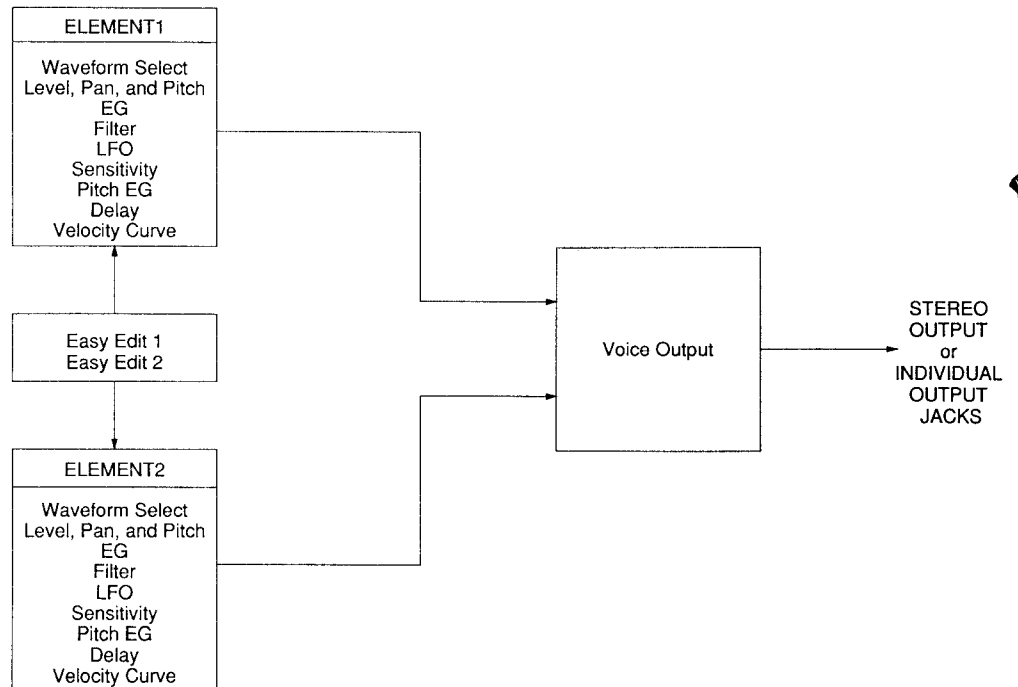 ELEMENT1
Waveform Select
Level, Pan, and Pitch
EG
Filter
LFO
Sensitivity
Pitch EG
Delay
Velocity Curve
Easy Edit 1
Easy Edit 2
ELEMENT2
Waveform Select
Level, Pan, and Pitch
EG
Filter
LFO
Sensitivity
Pitch EG
Delay
Velocity Curve
Voice Output
STEREO
OUTPUT
or
INDIVIDUAL
OUTPUT
JACKS